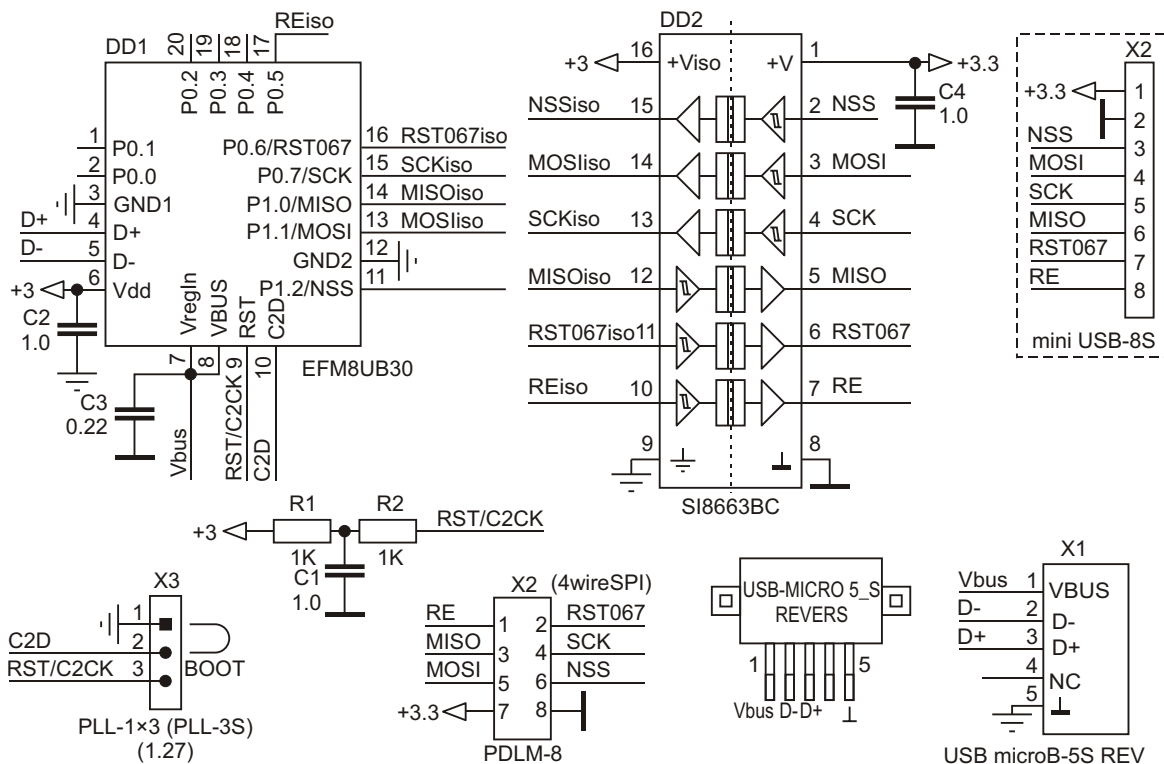 REiso
DD1
20 19 18 17
P0.2 P0.3 P0.4 P0.5
1 P0.1
2 P0.0
3 GND1
D+ 4 D+
D- 5 D-
+3 6 Vdd
P0.6/RST067 16 RST067iso
P0.7/SCK 15 SCKiso
P1.0/MISO 14 MISOiso
P1.1/MOSI 13 MOSIiso
GND2 12
P1.2/NSS 11
VregIn VBUS RST C2D
7 8 9 10
EFM8UB30
C2
1.0
C3
0.22
Vbus
RST/C2CK
C2D
DD2
+3 16 +Viso +V 1 +3.3
C4
1.0
NSSiso 15 2 NSS
MOSIiso 14 3 MOSI
SCKiso 13 4 SCK
MISOiso 12 5 MISO
RST067iso 11 6 RST067
REiso 10 7 RE
9 8
SI8663BC
X2
+3.3 1
2
NSS 3
MOSI 4
SCK 5
MISO 6
RST067 7
RE 8
mini USB-8S
R1 R2
+3 RST/C2CK
1K 1K
C1
1.0
X3
1
C2D 2
RST/C2CK 3
BOOT
PLL-1×3 (PLL-3S)
(1.27)
X2 (4wireSPI)
RE 1 2 RST067
MISO 3 4 SCK
MOSI 5 6 NSS
+3.3 7 8
PDLM-8
USB-MICRO 5_S
REVERS
1 5
Vbus D- D+
X1
Vbus 1 VBUS
D- 2 D-
D+ 3 D+
4 NC
5
USB microB-5S REV